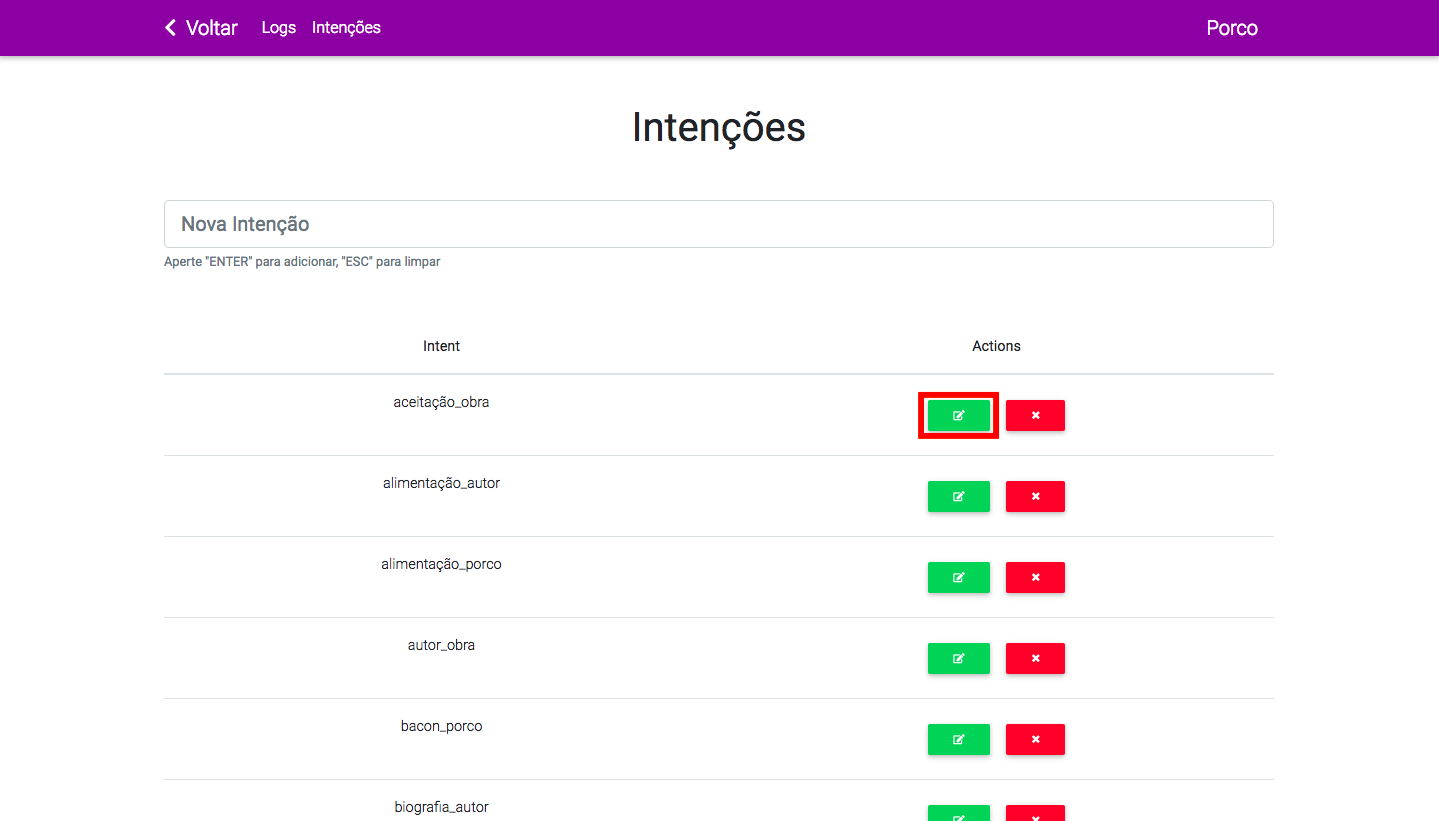 Voltar Logs Intenções Porco
Intenções
Nova Intenção
Aperte "ENTER" para adicionar, "ESC" para limpar
Intent Actions
aceitação_obra
alimentação_autor
alimentação_porco
autor_obra
bacon_porco
biografia_autor